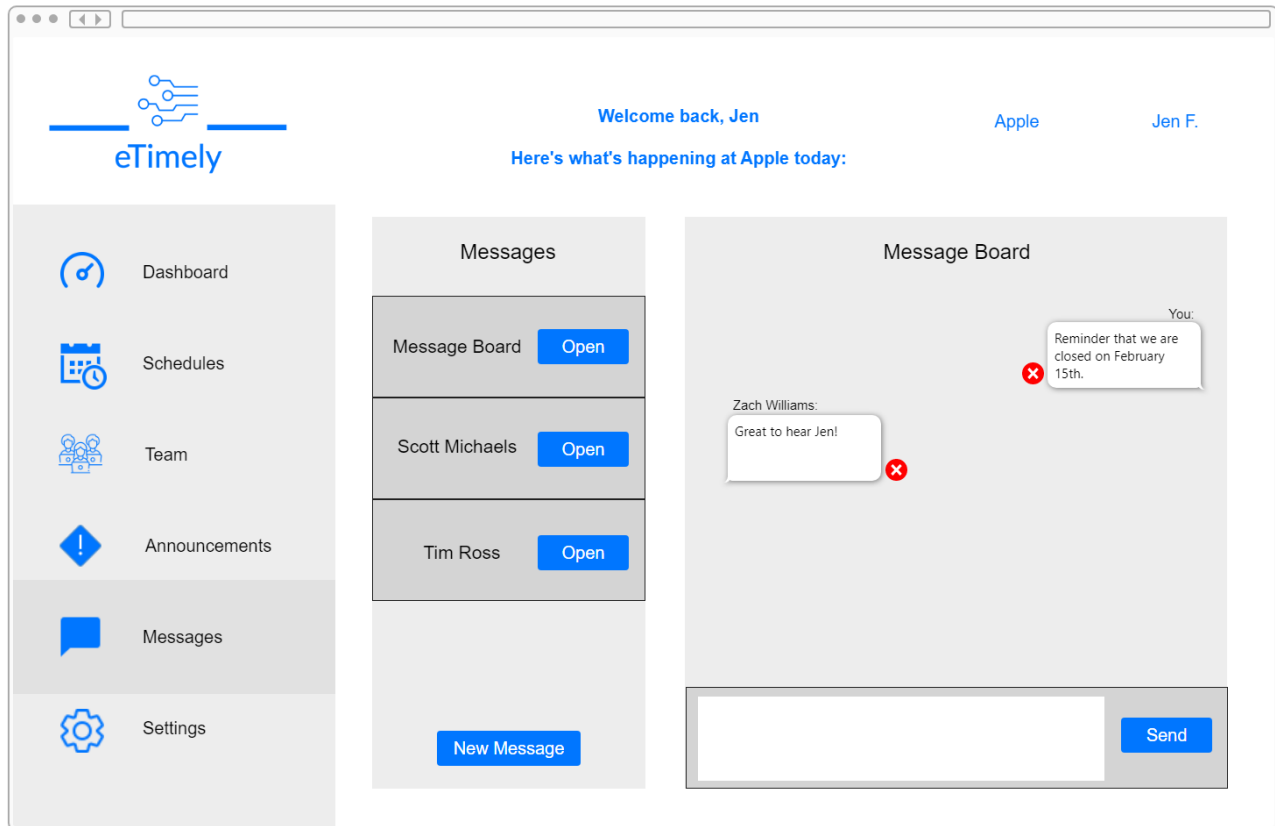 eTimely
Welcome back, Jen
Here's what's happening at Apple today:
Apple
Jen F.
Dashboard
Schedules
Team
Announcements
Messages
Settings
Messages
Message Board
Open
Scott Michaels
Open
Tim Ross
Open
New Message
Message Board
You:
Reminder that we are
closed on February
15th.
Zach Williams:
Great to hear Jen!
Send